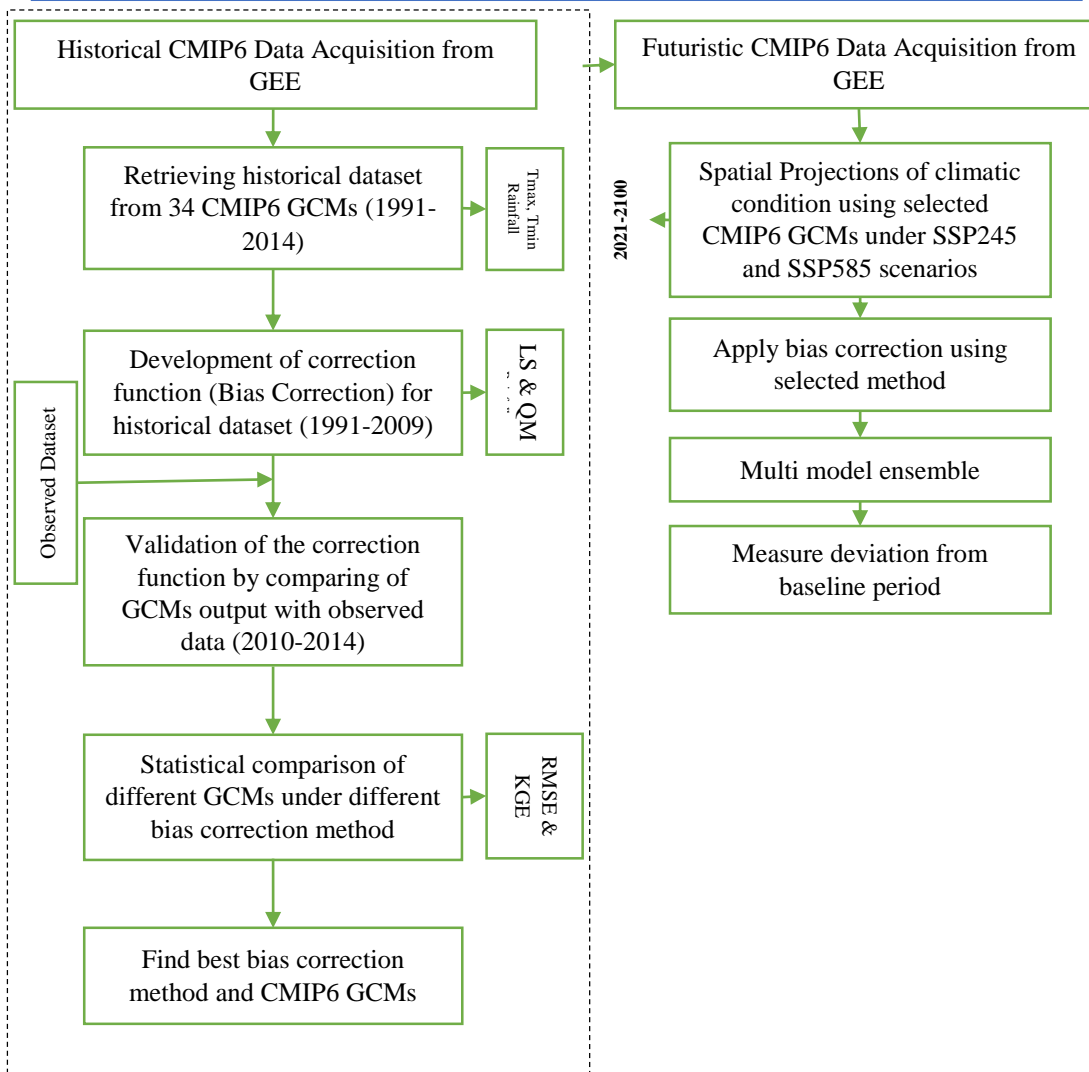 Historical CMIP6 Data Acquisition from
GEE
Retrieving historical dataset
from 34 CMIP6 GCMs (1991-
2014)
Tmax, Tmin
Rainfall
Development of correction
function (Bias Correction) for
historical dataset (1991-2009)
LS & QM
Observed Dataset
Validation of the correction
function by comparing of
GCMs output with observed
data (2010-2014)
Statistical comparison of
different GCMs under different
bias correction method
RMSE &
KGE
Find best bias correction
method and CMIP6 GCMs
Futuristic CMIP6 Data Acquisition from
GEE
Spatial Projections of climatic
condition using selected
CMIP6 GCMs under SSP245
and SSP585 scenarios
2021-2100
Apply bias correction using
selected method
Multi model ensemble
Measure deviation from
baseline period